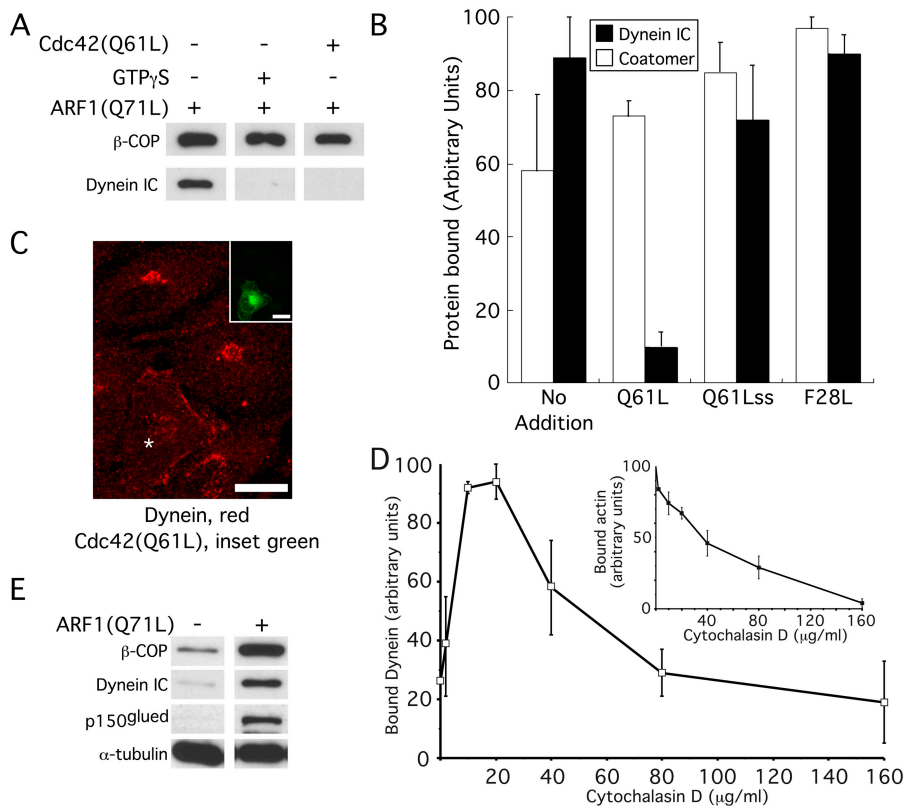 A
Cdc42(Q61L) - - +
GTPγS - + -
ARF1(Q71L) + + +
β-COP
Dynein IC
B
Protein bound (Arbitrary Units)
100
80
60
40
20
0
Dynein IC
Coatomer
No Addition
Q61L
Q61Lss
F28L
C
*
Dynein, red
Cdc42(Q61L), inset green
D
Bound Dynein (arbitrary units)
100
80
60
40
20
0
20 40 60 80 100 120 140 160
Cytochalasin D (μg/ml)
Bound actin
(arbitrary units)
100
50
0
40 80 120 160
Cytochalasin D (μg/ml)
E
ARF1(Q71L) - +
β-COP
Dynein IC
p150glued
α-tubulin